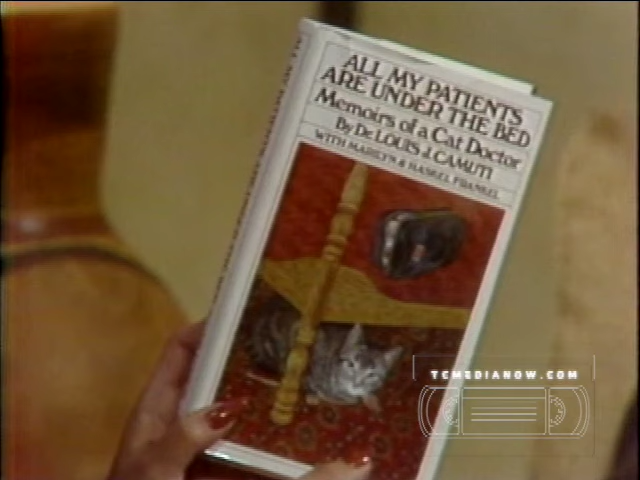 ALL MY PATIENTS
ARE UNDER THE BED
Memoirs of a Cat Doctor
By Dr. LOUIS J. CAMUTI
WITH MARILYN & HASKEL FRANKEL
TCMEDIANOW.COM